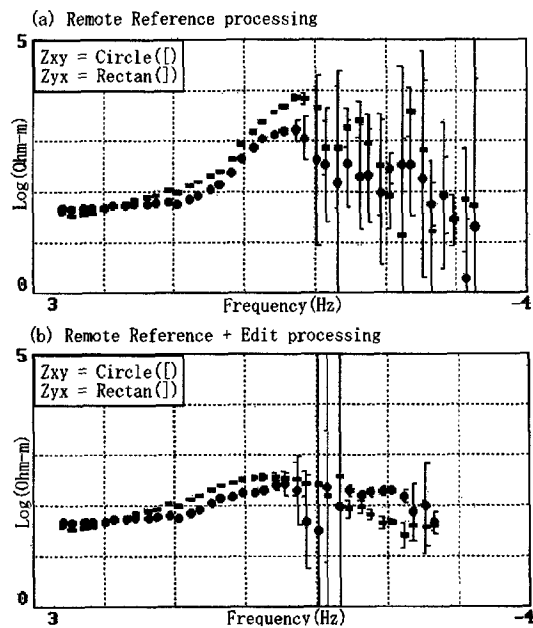 (a) Remote Reference processing
5
Zxy = Circle([)
Zyx = Rectan(])
Log(Ohm-m)
0
3
Frequency(Hz)
-4
(b) Remote Reference + Edit processing
5
Zxy = Circle([)
Zyx = Rectan(])
Log(Ohm-m)
0
3
Frequency(Hz)
-4